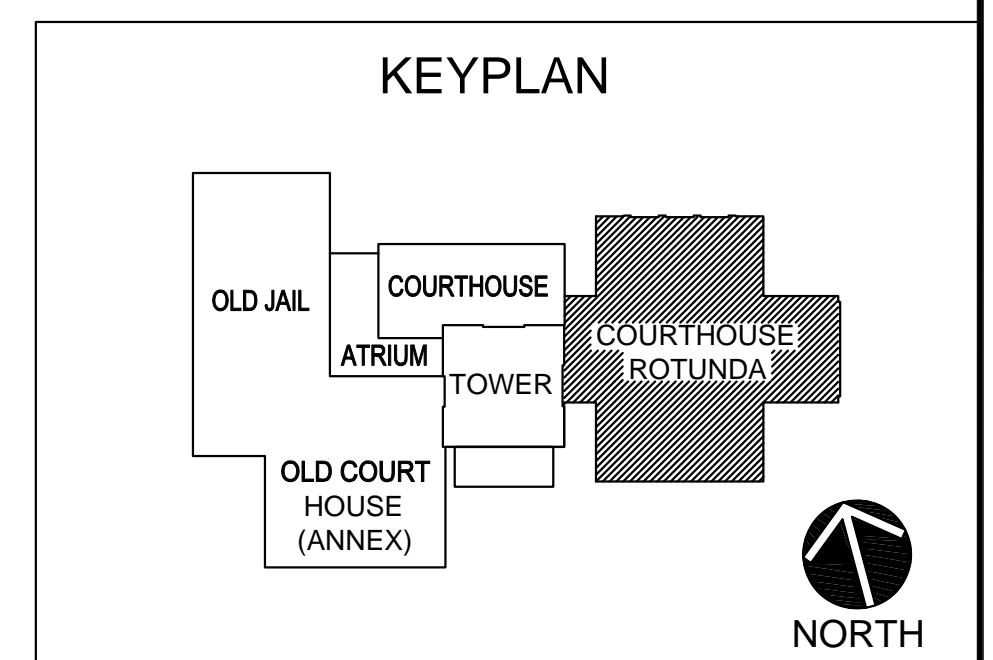 KEYPLAN
OLD JAIL
COURTHOUSE
ATRIUM
TOWER
COURTHOUSE
ROTUNDA
OLD COURT
HOUSE
(ANNEX)
NORTH